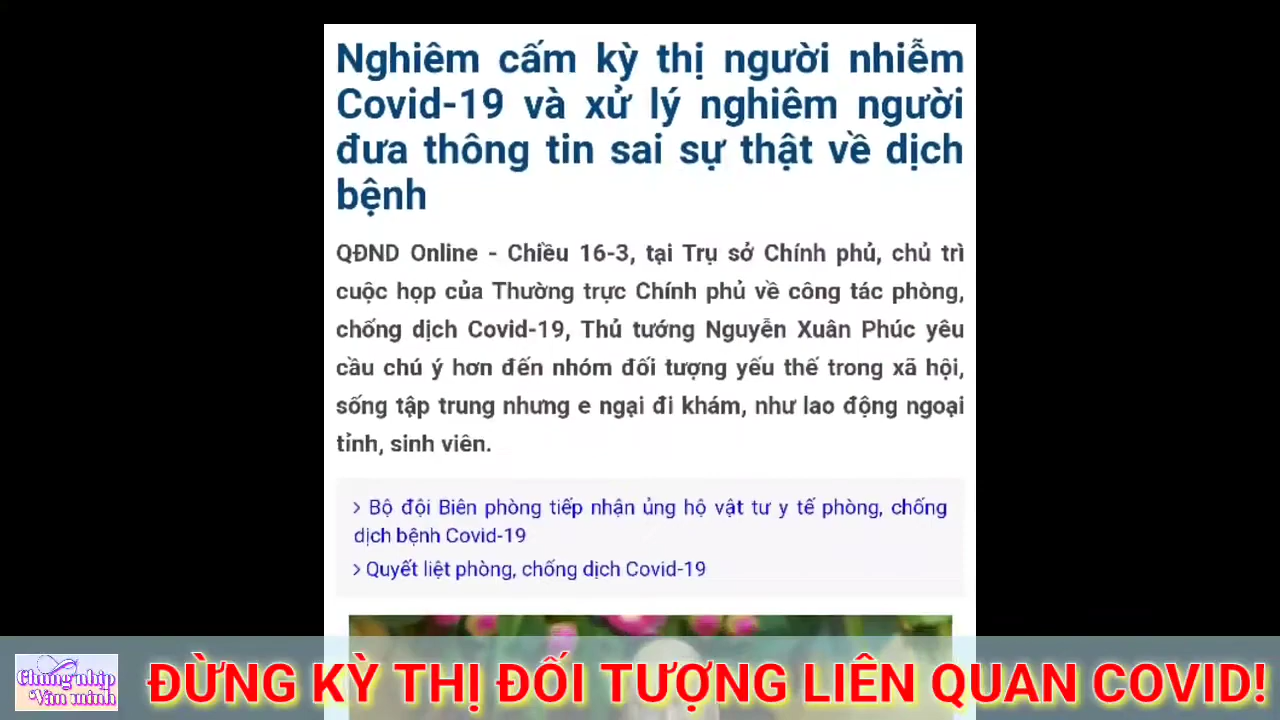 Nghiêm cấm kỳ thị người nhiễm
Covid-19 và xử lý nghiêm người
đưa thông tin sai sự thật về dịch
bệnh
QĐND Online - Chiều 16-3, tại Trụ sở Chính phủ, chủ trì
cuộc họp của Thường trực Chính phủ về công tác phòng,
chống dịch Covid-19, Thủ tướng Nguyễn Xuân Phúc yêu
cầu chú ý hơn đến nhóm đối tượng yếu thế trong xã hội,
sống tập trung nhưng e ngại đi khám, như lao động ngoại
tỉnh, sinh viên.
> Bộ đội Biên phòng tiếp nhận ủng hộ vật tư y tế phòng, chống
dịch bệnh Covid-19
> Quyết liệt phòng, chống dịch Covid-19
Chung nhịp
Văn minh
ĐỪNG KỲ THỊ ĐỐI TƯỢNG LIÊN QUAN COVID!